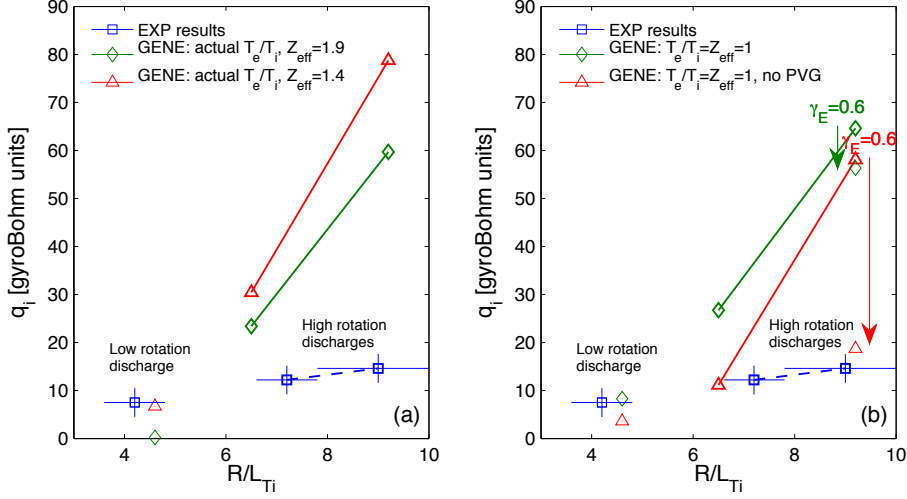 90
80
70
60
50
40
30
20
10
0
q_i [gyroBohm units]
EXP results
GENE: actual T_e/T_i, Z_eff=1.9
GENE: actual T_e/T_i, Z_eff=1.4
Low rotation
discharge
High rotation
discharges
(a)
4 6 8 10
R/L_Ti
90
80
70
60
50
40
30
20
10
0
q_i [gyroBohm units]
EXP results
GENE: T_e/T_i=Z_eff=1
GENE: T_e/T_i=Z_eff=1, no PVG
γ_E=0.6
γ_E=0.6
Low rotation
discharge
High rotation
discharges
(b)
4 6 8 10
R/L_Ti